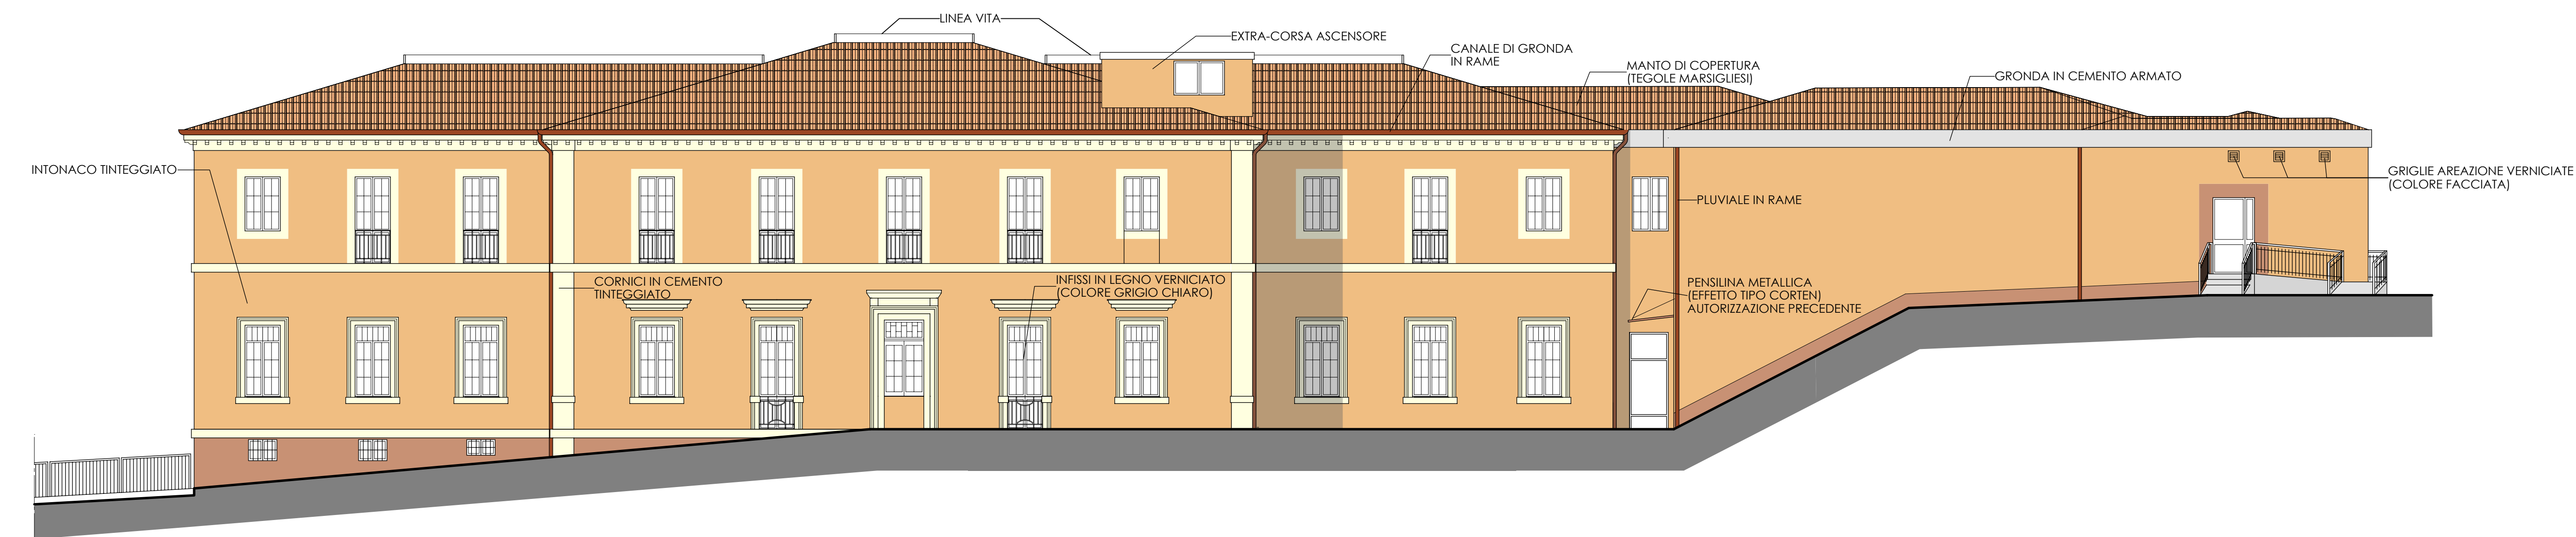 LINEA VITA
EXTRA-CORSA ASCENSORE
CANALE DI GRONDA
IN RAME
MANTO DI COPERTURA
(TEGOLE MARSIGLIESI)
GRONDA IN CEMENTO ARMATO
INTONACO TINTEGGIATO
GRIGLIE AREAZIONE VERNICIATE
(COLORE FACCIATA)
PLUVIALE IN RAME
CORNICI IN CEMENTO
TINTEGGIATO
INFISSI IN LEGNO VERNICIATO
(COLORE GRIGIO CHIARO)
PENSILINA METALLICA
(EFFETTO TIPO CORTEN)
AUTORIZZAZIONE PRECEDENTE